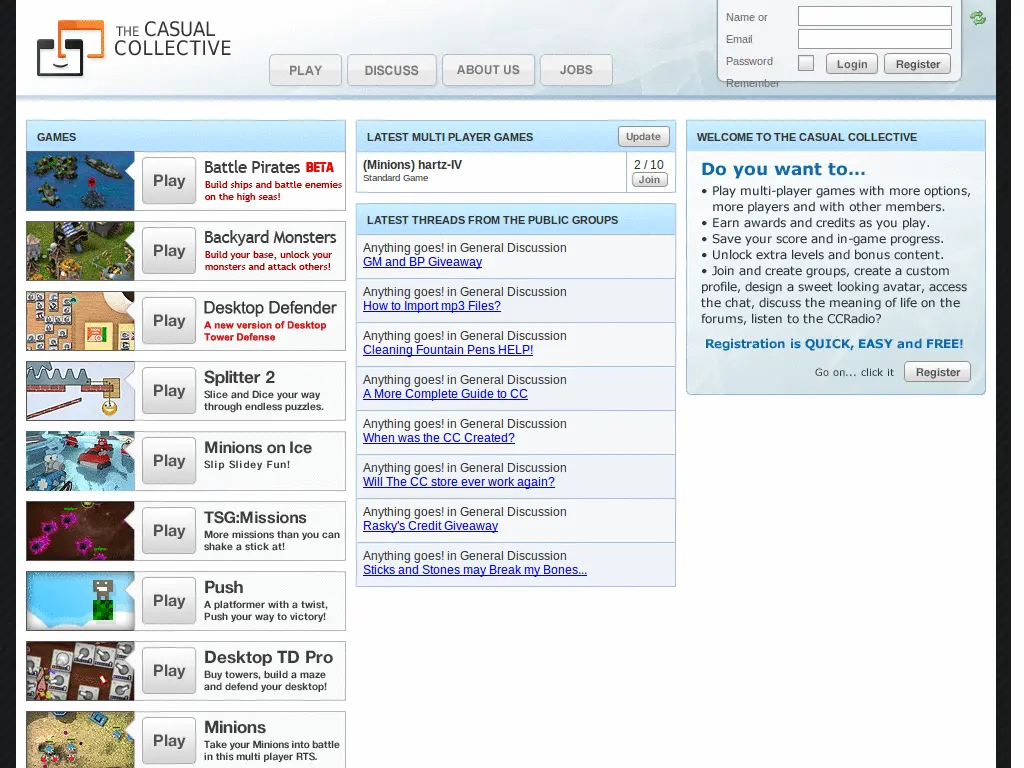 THE CASUAL
COLLECTIVE
PLAY
DISCUSS
ABOUT US
JOBS
Name or
Email
Password
Remember
Login
Register
GAMES
Play
Battle Pirates BETA
Build ships and battle enemies
on the high seas!
Play
Backyard Monsters
Build your base, unlock your
monsters and attack others!
Play
Desktop Defender
A new version of Desktop
Tower Defense
Play
Splitter 2
Slice and Dice your way
through endless puzzles.
Play
Minions on Ice
Slip Slidey Fun!
Play
TSG:Missions
More missions than you can
shake a stick at!
Play
Push
A platformer with a twist,
Push your way to victory!
Play
Desktop TD Pro
Buy towers, build a maze
and defend your desktop!
Play
Minions
Take your Minions into battle
in this multi player RTS.
LATEST MULTI PLAYER GAMES
Update
(Minions) hartz-IV
Standard Game
2 / 10
Join
LATEST THREADS FROM THE PUBLIC GROUPS
Anything goes! in General Discussion
GM and BP Giveaway
Anything goes! in General Discussion
How to Import mp3 Files?
Anything goes! in General Discussion
Cleaning Fountain Pens HELP!
Anything goes! in General Discussion
A More Complete Guide to CC
Anything goes! in General Discussion
When was the CC Created?
Anything goes! in General Discussion
Will The CC store ever work again?
Anything goes! in General Discussion
Rasky's Credit Giveaway
Anything goes! in General Discussion
Sticks and Stones may Break my Bones...
WELCOME TO THE CASUAL COLLECTIVE
Do you want to...
• Play multi-player games with more options,
more players and with other members.
• Earn awards and credits as you play.
• Save your score and in-game progress.
• Unlock extra levels and bonus content.
• Join and create groups, create a custom
profile, design a sweet looking avatar, access
the chat, discuss the meaning of life on the
forums, listen to the CCRadio?
Registration is QUICK, EASY and FREE!
Go on... click it
Register